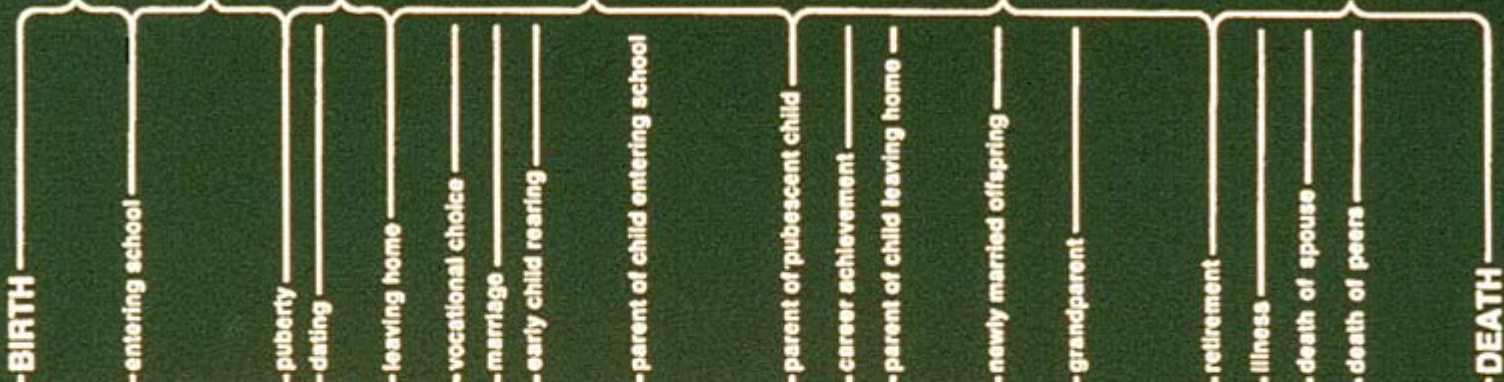 BIRTH
entering school
puberty
dating
leaving home
vocational choice
marriage
early child rearing
parent of child entering school
parent of pubescent child
career achievement
parent of child leaving home
newly married offspring
grandparent
retirement
illness
death of spouse
death of peers
DEATH